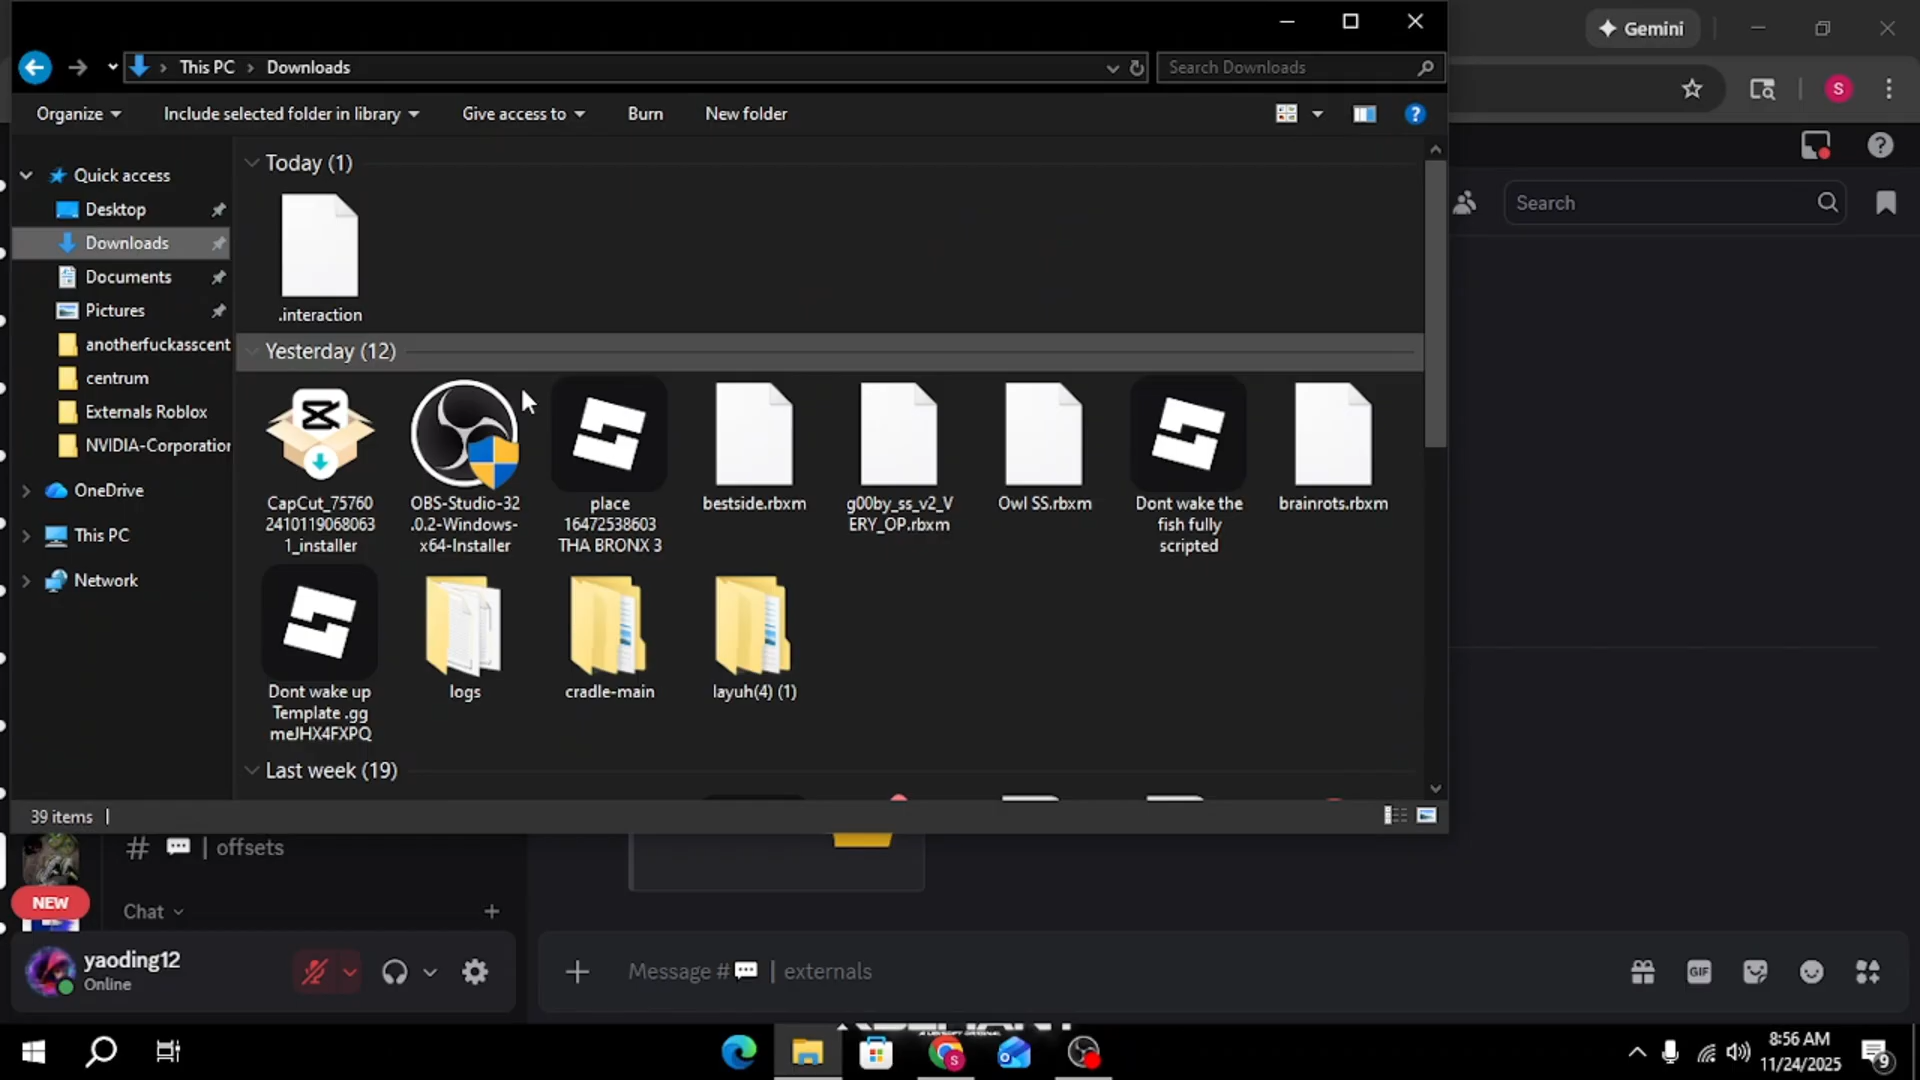 Gemini
This PC
Downloads
Search Downloads
S
Organize
Include selected folder in library
Give access to
Burn
New folder
?
Quick access
Desktop
Downloads
Documents
Pictures
anotherfuckasscent
centrum
Externals Roblox
NVIDIA-Corporation
OneDrive
This PC
Network
Today (1)
.interaction
Yesterday (12)
CapCut_75760
2410119068063
1_installer
OBS-Studio-32
.0.2-Windows-
x64-Installer
place
16472538603
THA BRONX 3
bestside.rbxm
g00by_ss_v2_V
ERY_OP.rbxm
Owl SS.rbxm
Dont wake the
fish fully
scripted
brainrots.rbxm
Dont wake up
Template .gg
meJHX4FXPQ
logs
cradle-main
layuh(4) (1)
Last week (19)
39 items
?
Search
# 💬 | offsets
NEW
Chat
yaoding12
Online
Message # 💬 | externals
GIF
S
8:56 AM
11/24/2025
9